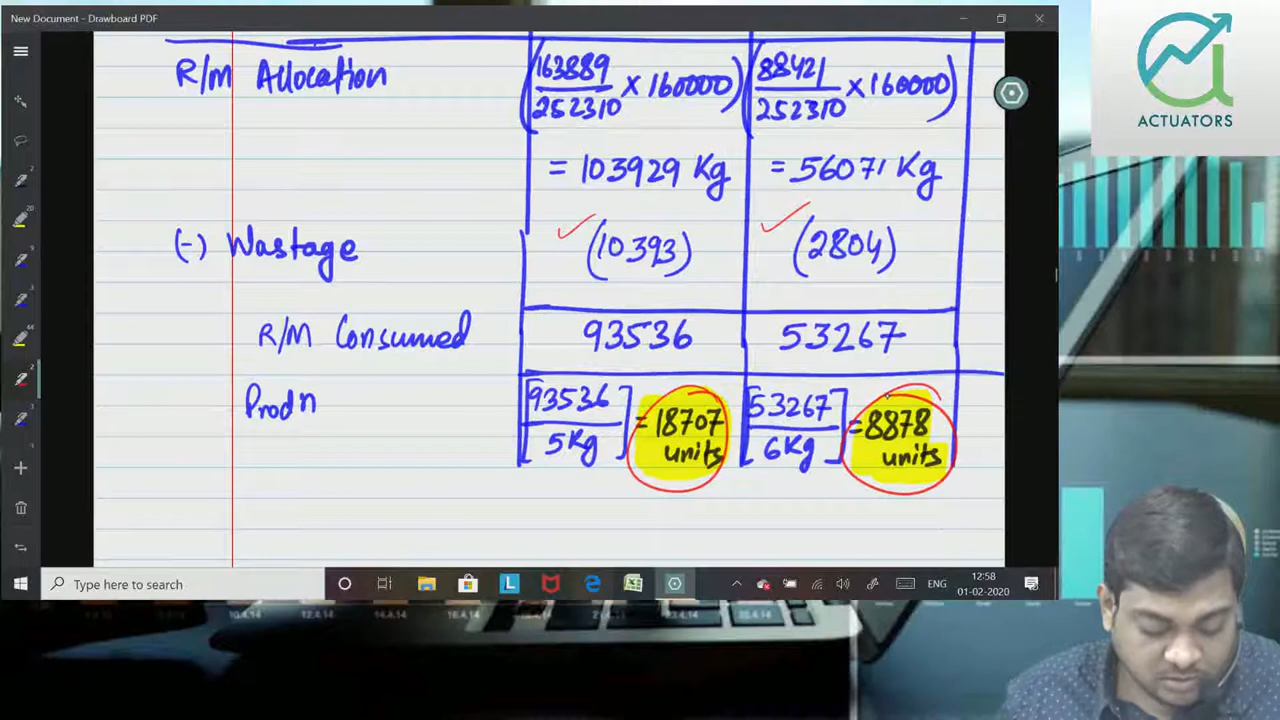 New Document - Drawboard PDF
ACTUATORS
R/M Allocation (163889/252310 × 160000) (88421/252310 × 160000)
= 103929 Kg = 56071 Kg
(-) Wastage (10393) (2804)
R/M Consumed 93536 53267
Prodn [93536/5Kg] = 18707 units [53267/6Kg] = 8878 units
Type here to search
ENG
12:58
01-02-2020